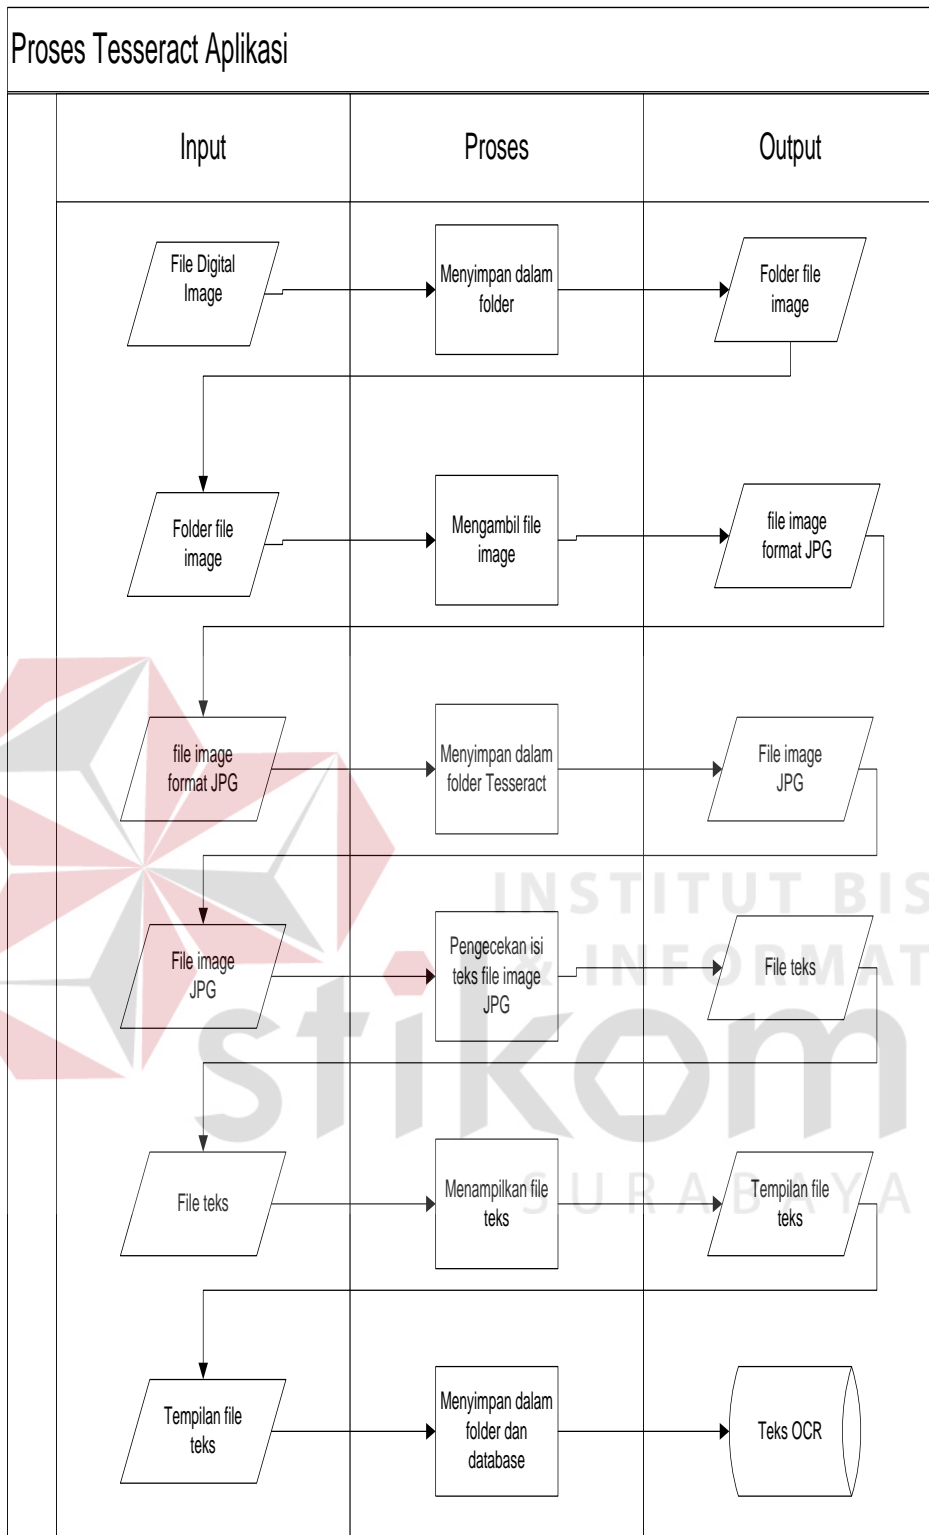 Proses Tesseract Aplikasi
Input
Proses
Output
File Digital
Image
Menyimpan dalam
folder
Folder file
image
Folder file
image
Mengambil file
image
file image
format JPG
file image
format JPG
Menyimpan dalam
folder Tesseract
File image
JPG
File image
JPG
Pengecekan isi
teks file image
JPG
File teks
File teks
Menampilkan file
teks
Tempilan file
teks
Tempilan file
teks
Menyimpan dalam
folder dan
database
Teks OCR
INSTITUT BIS
& INFORMAT
stikom
SURABAYA